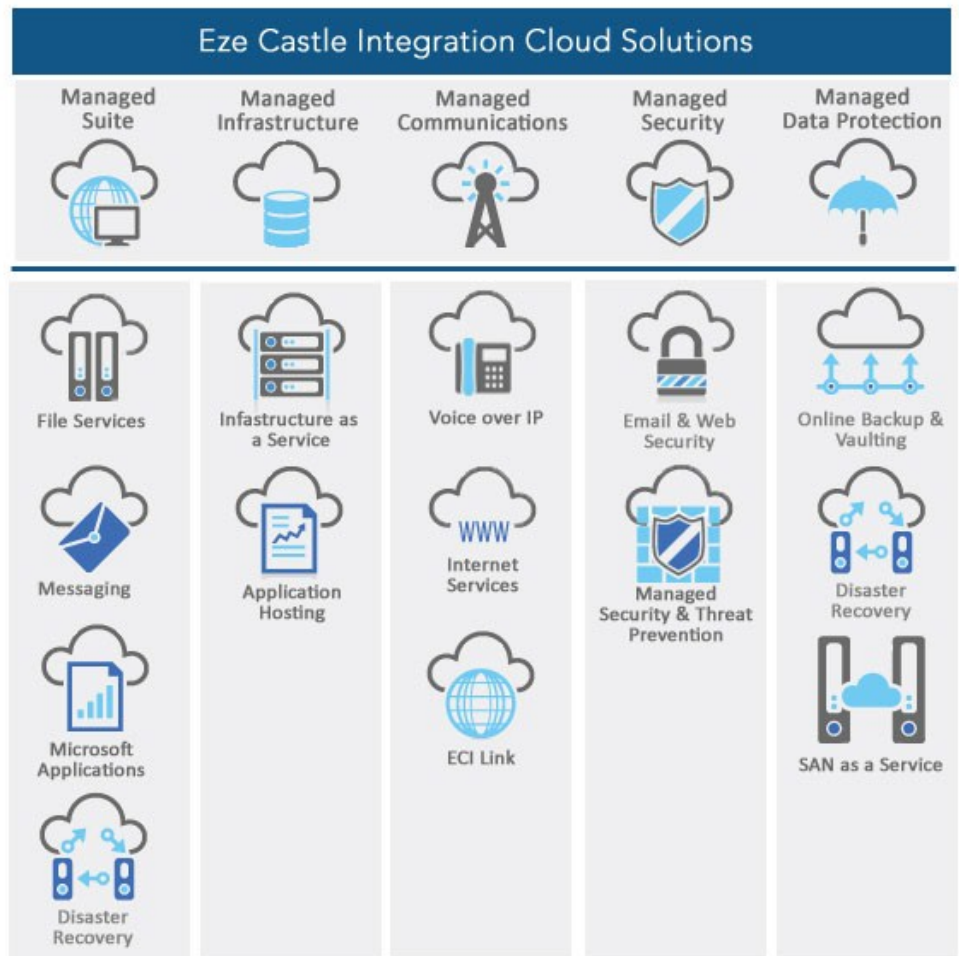 Eze Castle Integration Cloud Solutions
Managed
Suite
Managed
Infrastructure
Managed
Communications
Managed
Security
Managed
Data Protection
File Services
Messaging
Microsoft
Applications
Disaster
Recovery
Infastructure as
a Service
Application
Hosting
Voice over IP
WWW
Internet
Services
ECI Link
Email & Web
Security
Managed
Security & Threat
Prevention
Online Backup &
Vaulting
Disaster
Recovery
SAN as a Service